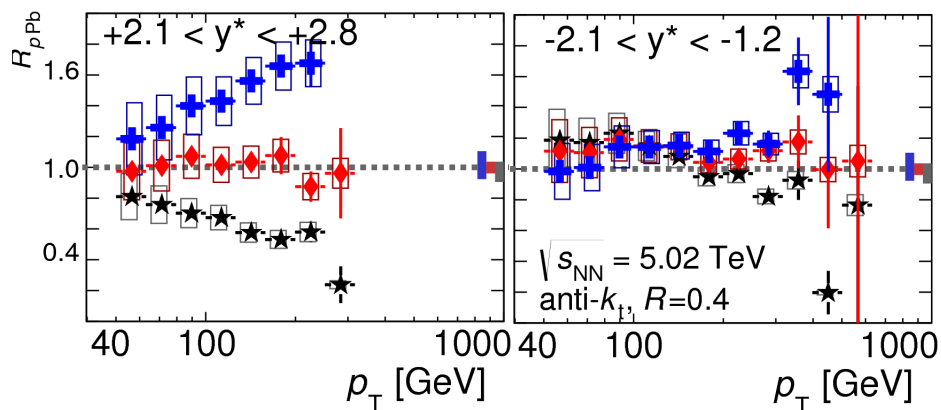 R_pPb
+2.1 < y* < +2.8
-2.1 < y* < -1.2
1.6
1.0
0.4
√s_NN = 5.02 TeV
anti-k_t, R=0.4
40 100 1000
40 100 1000
p_T [GeV]
p_T [GeV]